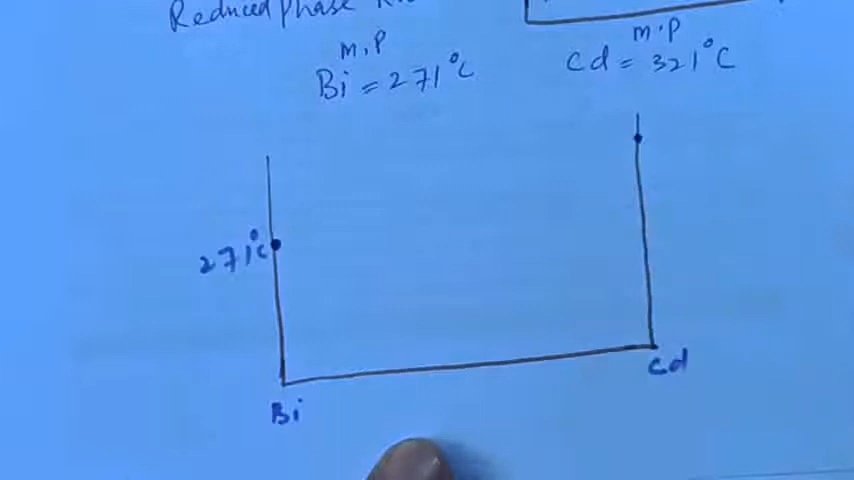 Reduced phase
m.p
m.p
Bi = 271°C
Cd = 321°C
271°C
Cd
Bi